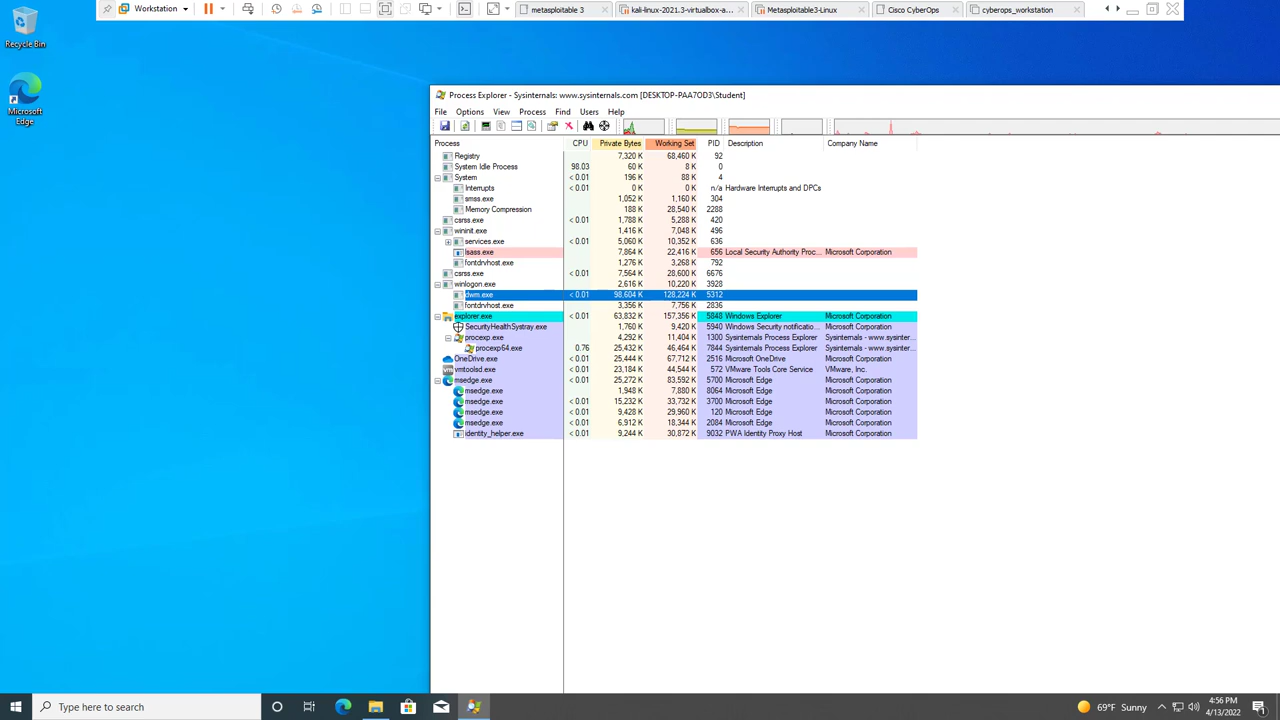 Workstation
metasploitable 3
kali-linux-2021.3-virtualbox-a...
Metasploitable3-Linux
Cisco CyberOps
cyberops_workstation
Recycle Bin
Microsoft
Edge
Process Explorer - Sysinternals: www.sysinternals.com [DESKTOP-PAA7OD3\Student]
File Options View Process Find Users Help
Process CPU Private Bytes Working Set PID Description Company Name
Registry 7,320 K 68,460 K 92
System Idle Process 98.03 60 K 8 K 0
System < 0.01 196 K 88 K 4
Interrupts < 0.01 0 K 0 K n/a Hardware Interrupts and DPCs
smss.exe 1,052 K 1,160 K 304
Memory Compression 188 K 28,540 K 2288
csrss.exe < 0.01 1,788 K 5,288 K 420
wininit.exe 1,416 K 7,048 K 496
services.exe < 0.01 5,060 K 10,352 K 636
lsass.exe 7,864 K 22,416 K 656 Local Security Authority Proc... Microsoft Corporation
fontdrvhost.exe 1,276 K 3,268 K 792
csrss.exe < 0.01 7,564 K 28,600 K 6676
winlogon.exe 2,616 K 10,220 K 3928
dwm.exe < 0.01 98,604 K 128,224 K 5312
fontdrvhost.exe 3,356 K 7,756 K 2836
explorer.exe < 0.01 63,832 K 157,356 K 5848 Windows Explorer Microsoft Corporation
SecurityHealthSystray.exe 1,760 K 9,420 K 5940 Windows Security notificatio... Microsoft Corporation
procexp.exe 4,292 K 11,404 K 1300 Sysinternals Process Explorer Sysinternals - www.sysinter...
procexp64.exe 0.76 25,432 K 46,464 K 7844 Sysinternals Process Explorer Sysinternals - www.sysinter...
OneDrive.exe < 0.01 25,444 K 67,712 K 2516 Microsoft OneDrive Microsoft Corporation
vmtoolsd.exe < 0.01 23,184 K 44,544 K 572 VMware Tools Core Service VMware, Inc.
msedge.exe < 0.01 25,272 K 83,592 K 5700 Microsoft Edge Microsoft Corporation
msedge.exe 1,948 K 7,880 K 8064 Microsoft Edge Microsoft Corporation
msedge.exe < 0.01 15,232 K 33,732 K 3700 Microsoft Edge Microsoft Corporation
msedge.exe < 0.01 9,428 K 29,960 K 120 Microsoft Edge Microsoft Corporation
msedge.exe < 0.01 6,912 K 18,344 K 2084 Microsoft Edge Microsoft Corporation
identity_helper.exe < 0.01 9,244 K 30,872 K 9032 PWA Identity Proxy Host Microsoft Corporation
Type here to search
69°F Sunny
4:56 PM
4/13/2022